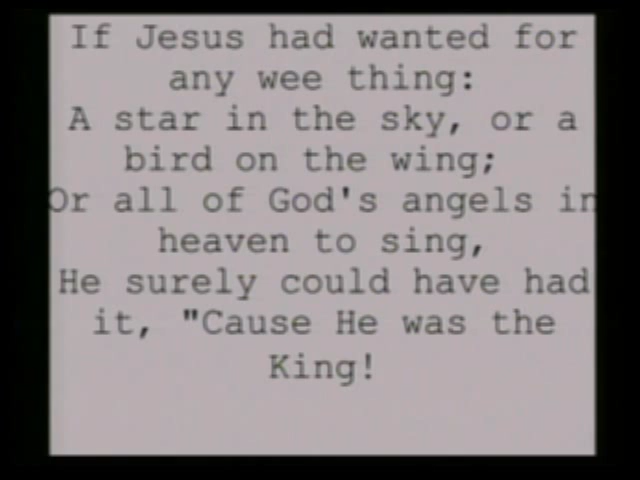 If Jesus had wanted for
any wee thing:
A star in the sky, or a
bird on the wing;
Or all of God's angels in
heaven to sing,
He surely could have had
it, "Cause He was the
King!